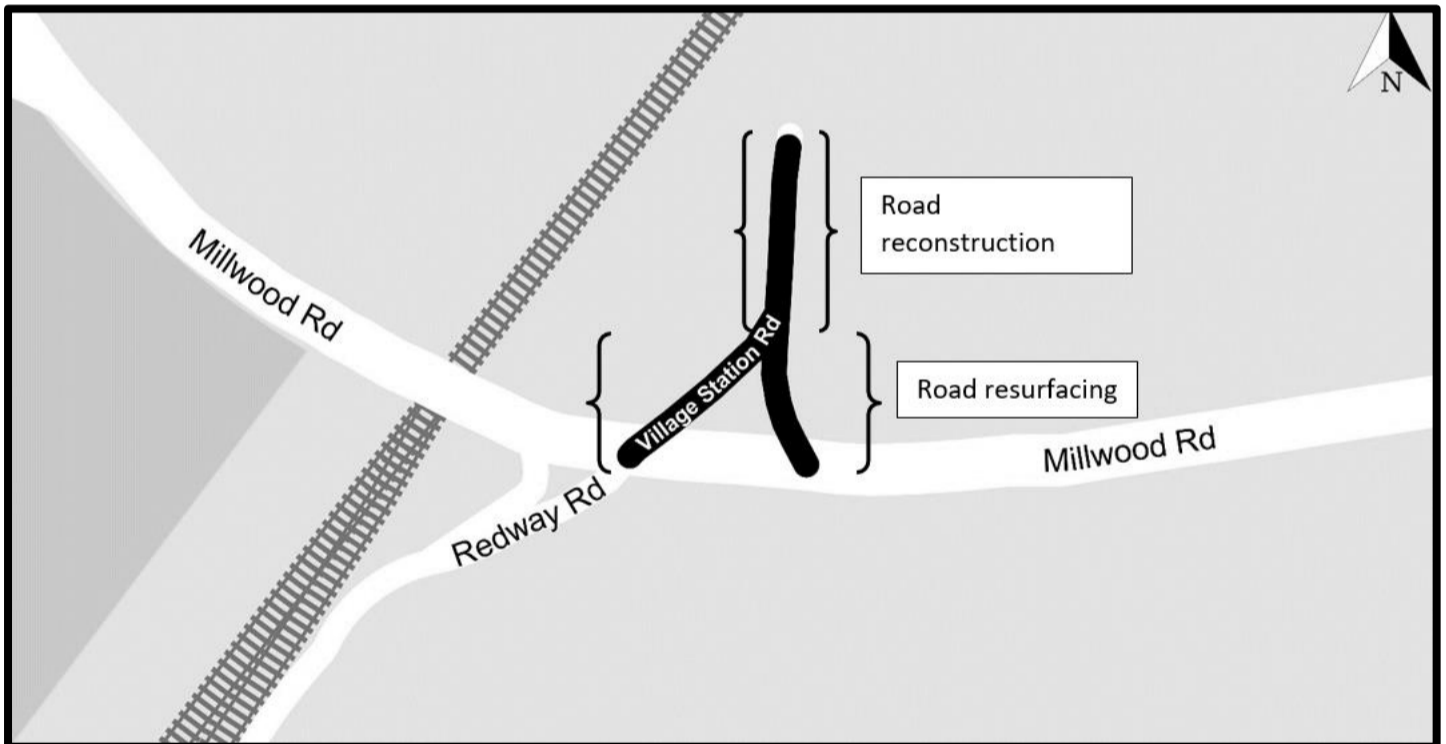 N
Road
reconstruction
Millwood Rd
Village Station Rd
Road resurfacing
Millwood Rd
Redway Rd